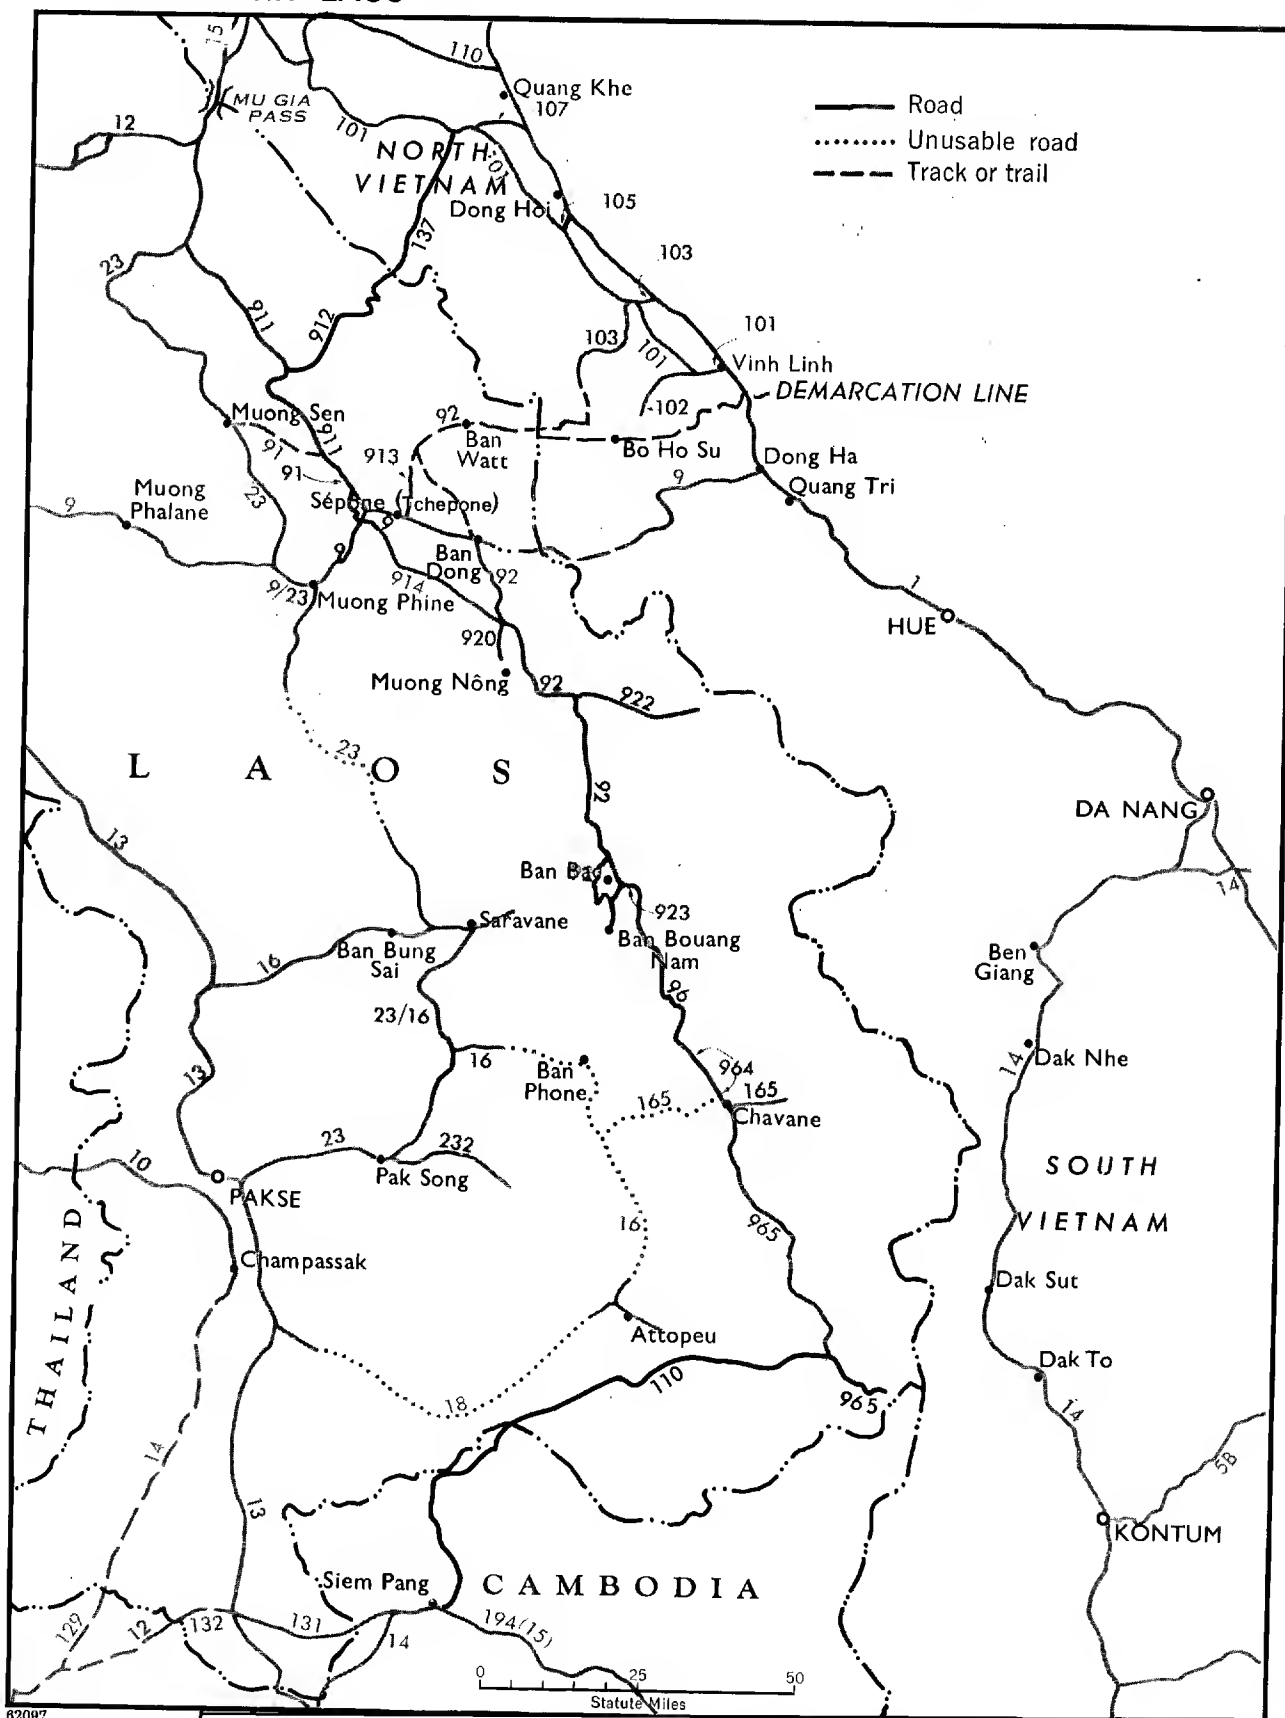 15
110
Quang Khe
107
MU GIA
PASS
12
101
NORTH
VIETNAM
101
Road
Unusable road
Track or trail
Dong Hoi
105
137
103
23
911
912
103
101
101
Vinh Linh
DEMARCATION LINE
102
Muong Sen
92
Ban
Watt
Bo Ho Su
911
91
913
91
Dong Ha
9
Quang Tri
Muong
Phalane
9
23
Sépone (Tchepone)
9
9
Ban
Dong
92
914
9/23
Muong Phine
1
HUE
920
Muong Nông
92
922
23
L A O S
92
DA NANG
13
Ban Bac
14
923
Saravane
Ban Bung
Sai
Ban Bouang
Nam
Ben
Giang
16
96
23/16
16
Ban
Phone
964
165
165
Chavane
14
Dak Nhe
13
23
232
10
Pak Song
PAKSE
SOUTH
VIETNAM
16
965
Champassak
THAILAND
Dak Sut
Attopeu
Dak To
110
965
18
14
14
5B
13
KONTUM
Siem Pang
CAMBODIA
129
12
132
131
14
194(15)
0 25 50
Statute Miles
62097